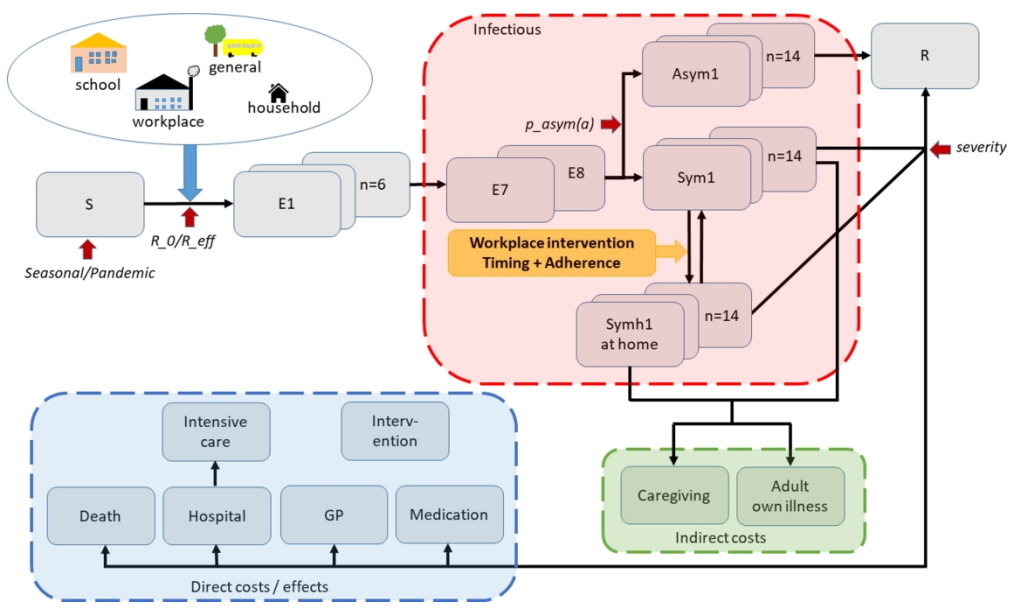 Infectious
school
general
workplace
household
S
R_0/R_eff
Seasonal/Pandemic
E1
n=6
E7
E8
p_asym(a)
Asym1
n=14
Sym1
n=14
R
severity
Workplace intervention
Timing + Adherence
Symh1
at home
n=14
Intensive
care
Interv-
ention
Death
Hospital
GP
Medication
Direct costs / effects
Caregiving
Adult
own illness
Indirect costs